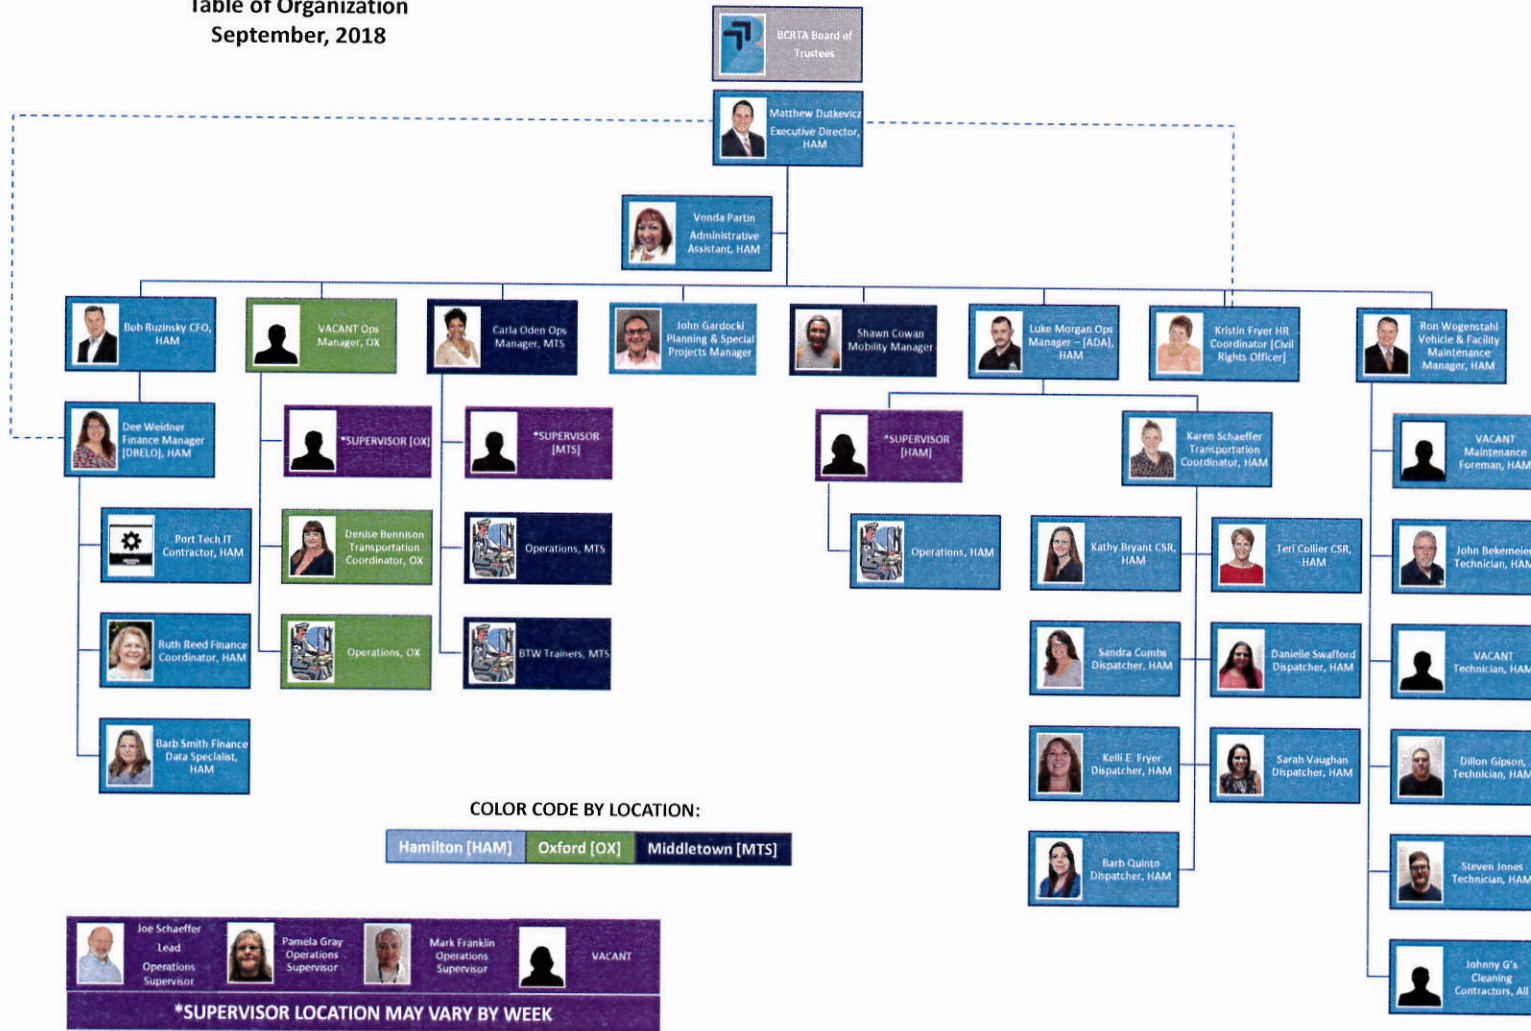 Table of Organization
September, 2018
BCRTA Board of
Trustees
Matthew Dutkevicz
Executive Director,
HAM
Vonda Partin
Administrative
Assistant, HAM
Bob Ruzinsky CFO,
HAM
VACANT Ops
Manager, OX
Carla Oden Ops
Manager, MTS
John Gardocki
Planning & Special
Projects Manager
Shawn Cowan
Mobility Manager
Luke Morgan Ops
Manager – [ADA],
HAM
Kristin Fryer HR
Coordinator [Civil
Rights Officer]
Ron Wogenstahl
Vehicle & Facility
Maintenance
Manager, HAM
Dee Weidner
Finance Manager
[DBELO], HAM
*SUPERVISOR [OX]
*SUPERVISOR
[MTS]
*SUPERVISOR
[HAM]
Karen Schaeffer
Transportation
Coordinator, HAM
VACANT
Maintenance
Foreman, HAM
Port Tech IT
Contractor, HAM
Denise Bennison
Transportation
Coordinator, OX
Operations, MTS
Operations, HAM
Kathy Bryant CSR,
HAM
Teri Collier CSR,
HAM
John Bekemeier
Technician, HAM
Ruth Reed Finance
Coordinator, HAM
Operations, OX
BTW Trainers, MTS
Sandra Combs
Dispatcher, HAM
Danielle Swafford
Dispatcher, HAM
VACANT
Technician, HAM
Barb Smith Finance
Data Specialist,
HAM
Kelli E. Fryer
Dispatcher, HAM
Sarah Vaughan
Dispatcher, HAM
Dillon Gipson,
Technician, HAM
COLOR CODE BY LOCATION:
Hamilton [HAM] Oxford [OX] Middletown [MTS]
Barb Quinto
Dispatcher, HAM
Steven Jones
Technician, HAM
Joe Schaeffer
Lead
Operations
Supervisor
Pamela Gray
Operations
Supervisor
Mark Franklin
Operations
Supervisor
VACANT
Johnny G's
Cleaning
Contractors, All
*SUPERVISOR LOCATION MAY VARY BY WEEK